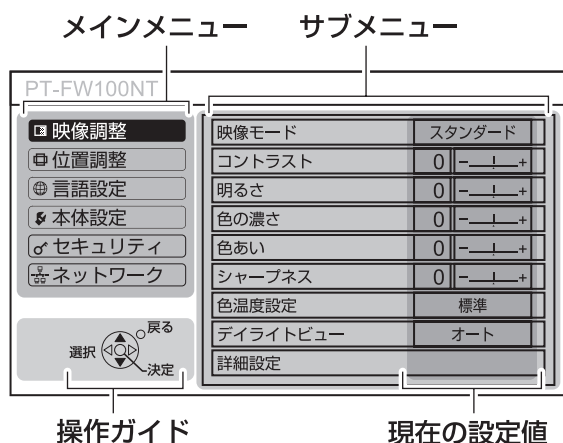 メインメニュー サブメニュー
PT-FW100NT
映像調整
位置調整
言語設定
本体設定
セキュリティ
ネットワーク
映像モード スタンダード
コントラスト 0 - +
明るさ 0 - +
色の濃さ 0 - +
色あい 0 - +
シャープネス 0 - +
色温度設定 標準
デイライトビュー オート
詳細設定
戻る
選択
決定
操作ガイド 現在の設定値